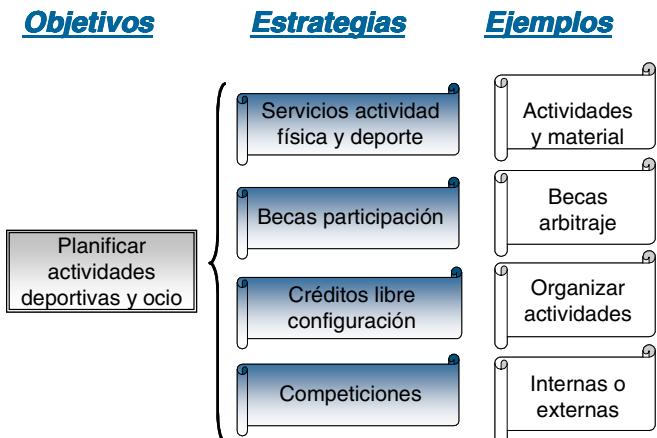 Objetivos Estrategias Ejemplos
Servicios actividad
física y deporte
Actividades
y material
Becas participación
Becas
arbitraje
Planificar
actividades
deportivas y ocio
Créditos libre
configuración
Organizar
actividades
Competiciones
Internas o
externas